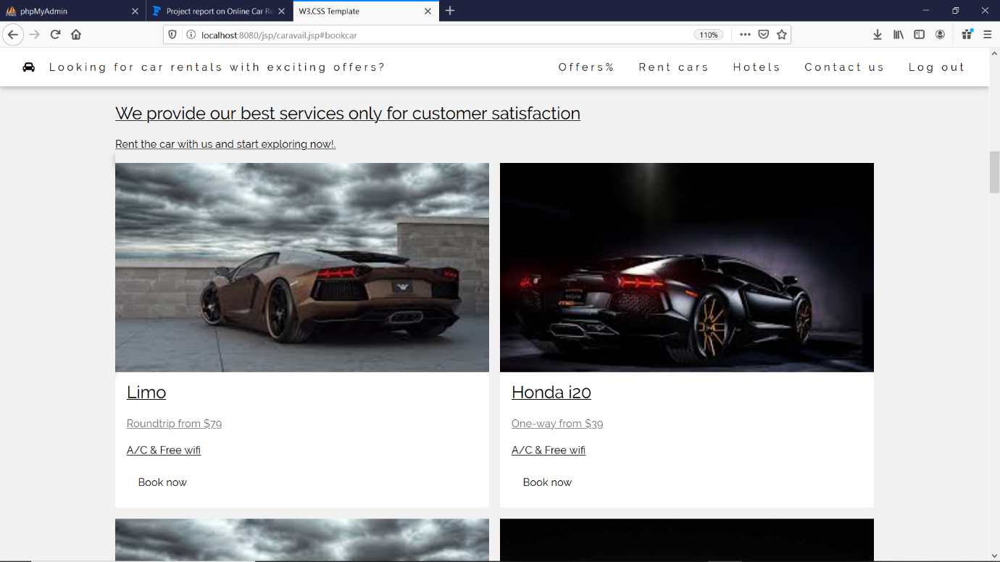 phpMyAdmin
Project report on Online Car Re
W3.CSS Template
localhost:8080/jsp/caravail.jsp#bookcar
110%
Looking for car rentals with exciting offers?
Offers%
Rent cars
Hotels
Contact us
Log out
We provide our best services only for customer satisfaction
Rent the car with us and start exploring now!.
Limo
Roundtrip from $79
A/C & Free wifi
Book now
Honda i20
One-way from $39
A/C & Free wifi
Book now